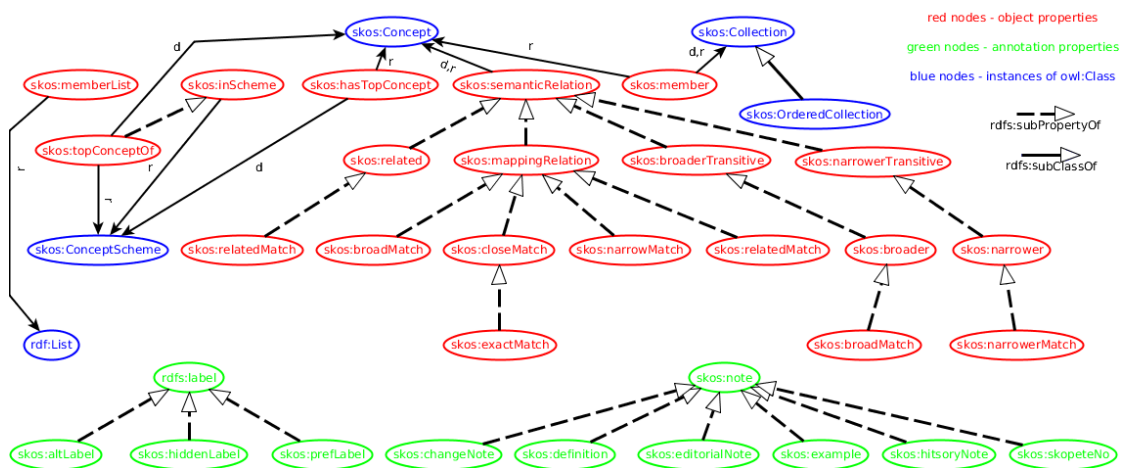 skos:Concept
skos:Collection
red nodes - object properties
d
r
d,r
r
d,r
green nodes - annotation properties
skos:memberList
skos:inScheme
skos:hasTopConcept
skos:semanticRelation
skos:member
blue nodes - instances of owl:Class
skos:OrderedCollection
rdfs:subPropertyOf
skos:topConceptOf
skos:related
skos:mappingRelation
skos:broaderTransitive
skos:narrowerTransitive
rdfs:subClassOf
r
r
d
r
skos:ConceptScheme
skos:relatedMatch
skos:broadMatch
skos:closeMatch
skos:narrowMatch
skos:relatedMatch
skos:broader
skos:narrower
rdf:List
skos:exactMatch
skos:broadMatch
skos:narrowerMatch
rdfs:label
skos:note
skos:altLabel
skos:hiddenLabel
skos:prefLabel
skos:changeNote
skos:definition
skos:editorialNote
skos:example
skos:hitsoryNote
skos:skopeteNo